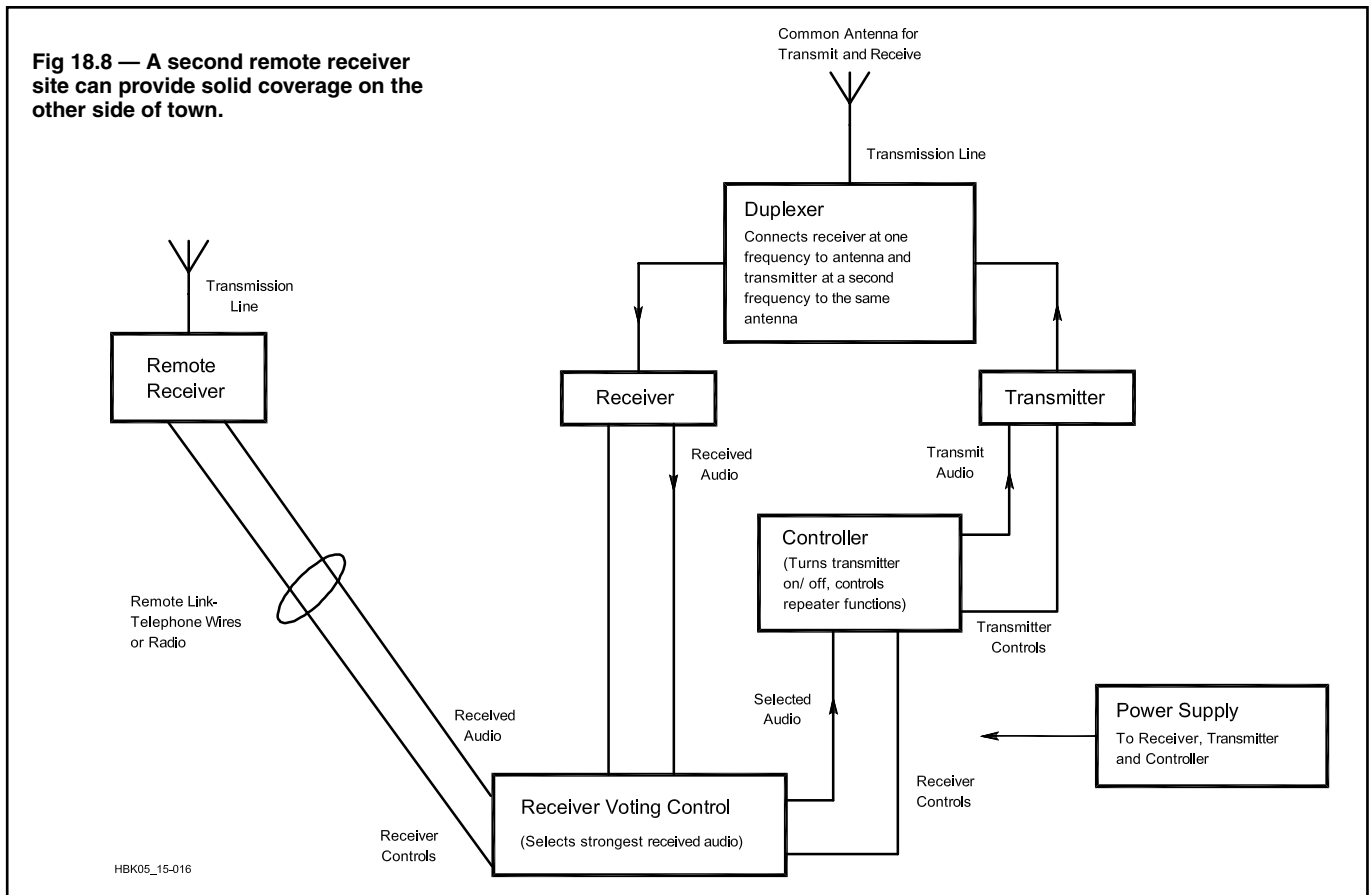 Fig 18.8 — A second remote receiver
site can provide solid coverage on the
other side of town.
Common Antenna for
Transmit and Receive
Transmission Line
Duplexer
Connects receiver at one
frequency to antenna and
transmitter at a second
frequency to the same
antenna
Transmission
Line
Remote
Receiver
Receiver
Transmitter
Received
Audio
Transmit
Audio
Controller
(Turns transmitter
on/ off, controls
repeater functions)
Remote Link-
Telephone Wires
or Radio
Transmitter
Controls
Received
Audio
Selected
Audio
Power Supply
To Receiver, Transmitter
and Controller
Receiver Voting Control
(Selects strongest received audio)
Receiver
Controls
Receiver
Controls
HBK05_15-016